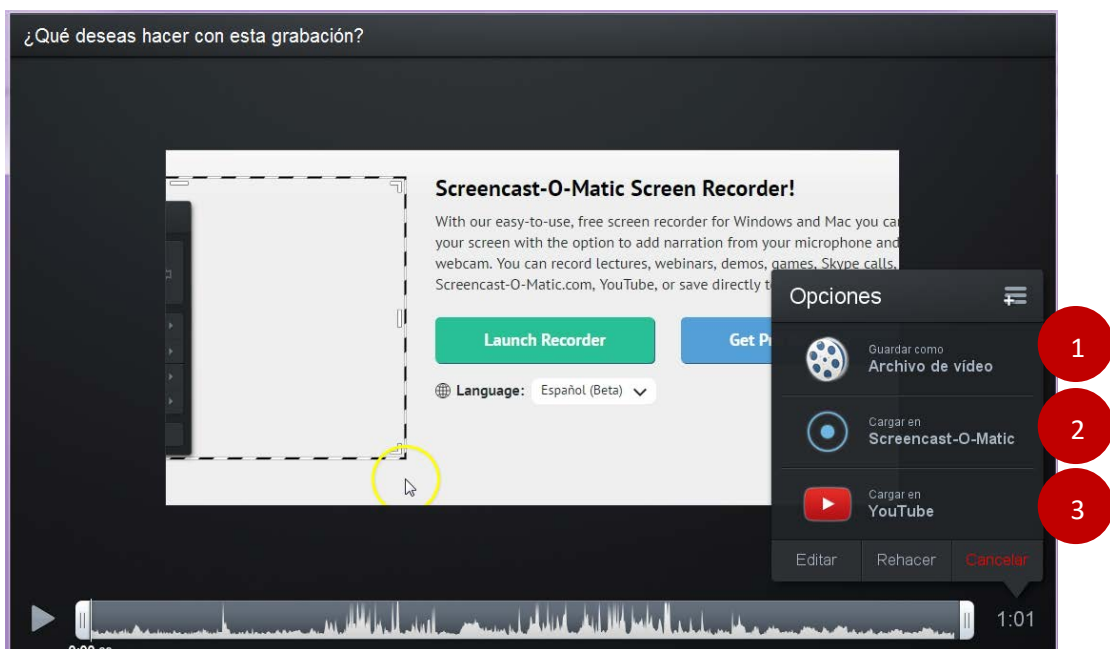 ¿Qué deseas hacer con esta grabación?
Screencast-O-Matic Screen Recorder!
With our easy-to-use, free screen recorder for Windows and Mac you ca
your screen with the option to add narration from your microphone and
webcam. You can record lectures, webinars, demos, games, Skype calls,
Screencast-O-Matic.com, YouTube, or save directly t
Launch Recorder
Get P
Language: Español (Beta)
Opciones
Guardar como
Archivo de vídeo
1
Cargar en
Screencast-O-Matic
2
Cargar en
YouTube
3
Editar Rehacer Cancelar
1:01